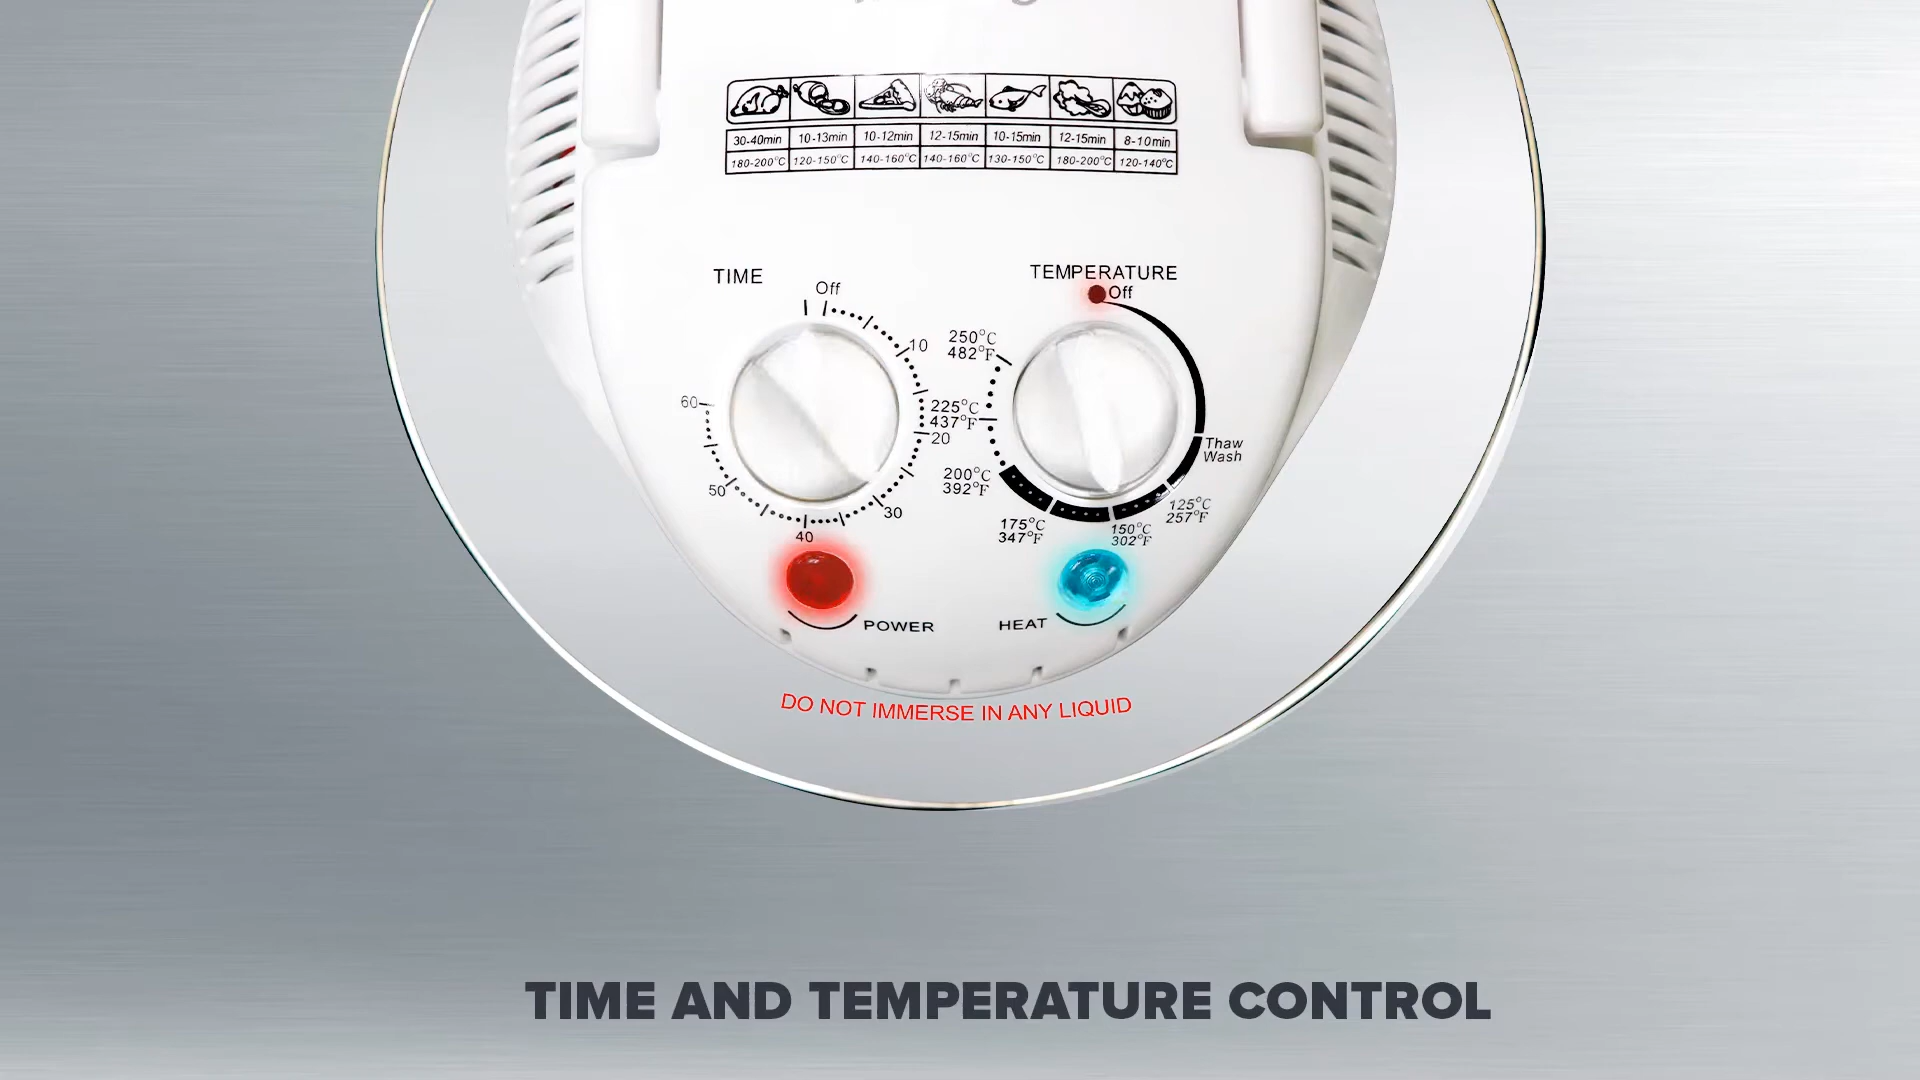 30-40min 10-13min 10-12min 12-15min 10-15min 12-15min 8-10min
180-200°C 120-150°C 140-160°C 140-160°C 130-150°C 180-200°C 120-140°C
TIME
Off
10
20
30
40
50
60
TEMPERATURE
Off
Thaw
Wash
125°C
257°F
150°C
302°F
175°C
347°F
200°C
392°F
225°C
437°F
250°C
482°F
POWER
HEAT
DO NOT IMMERSE IN ANY LIQUID
TIME AND TEMPERATURE CONTROL